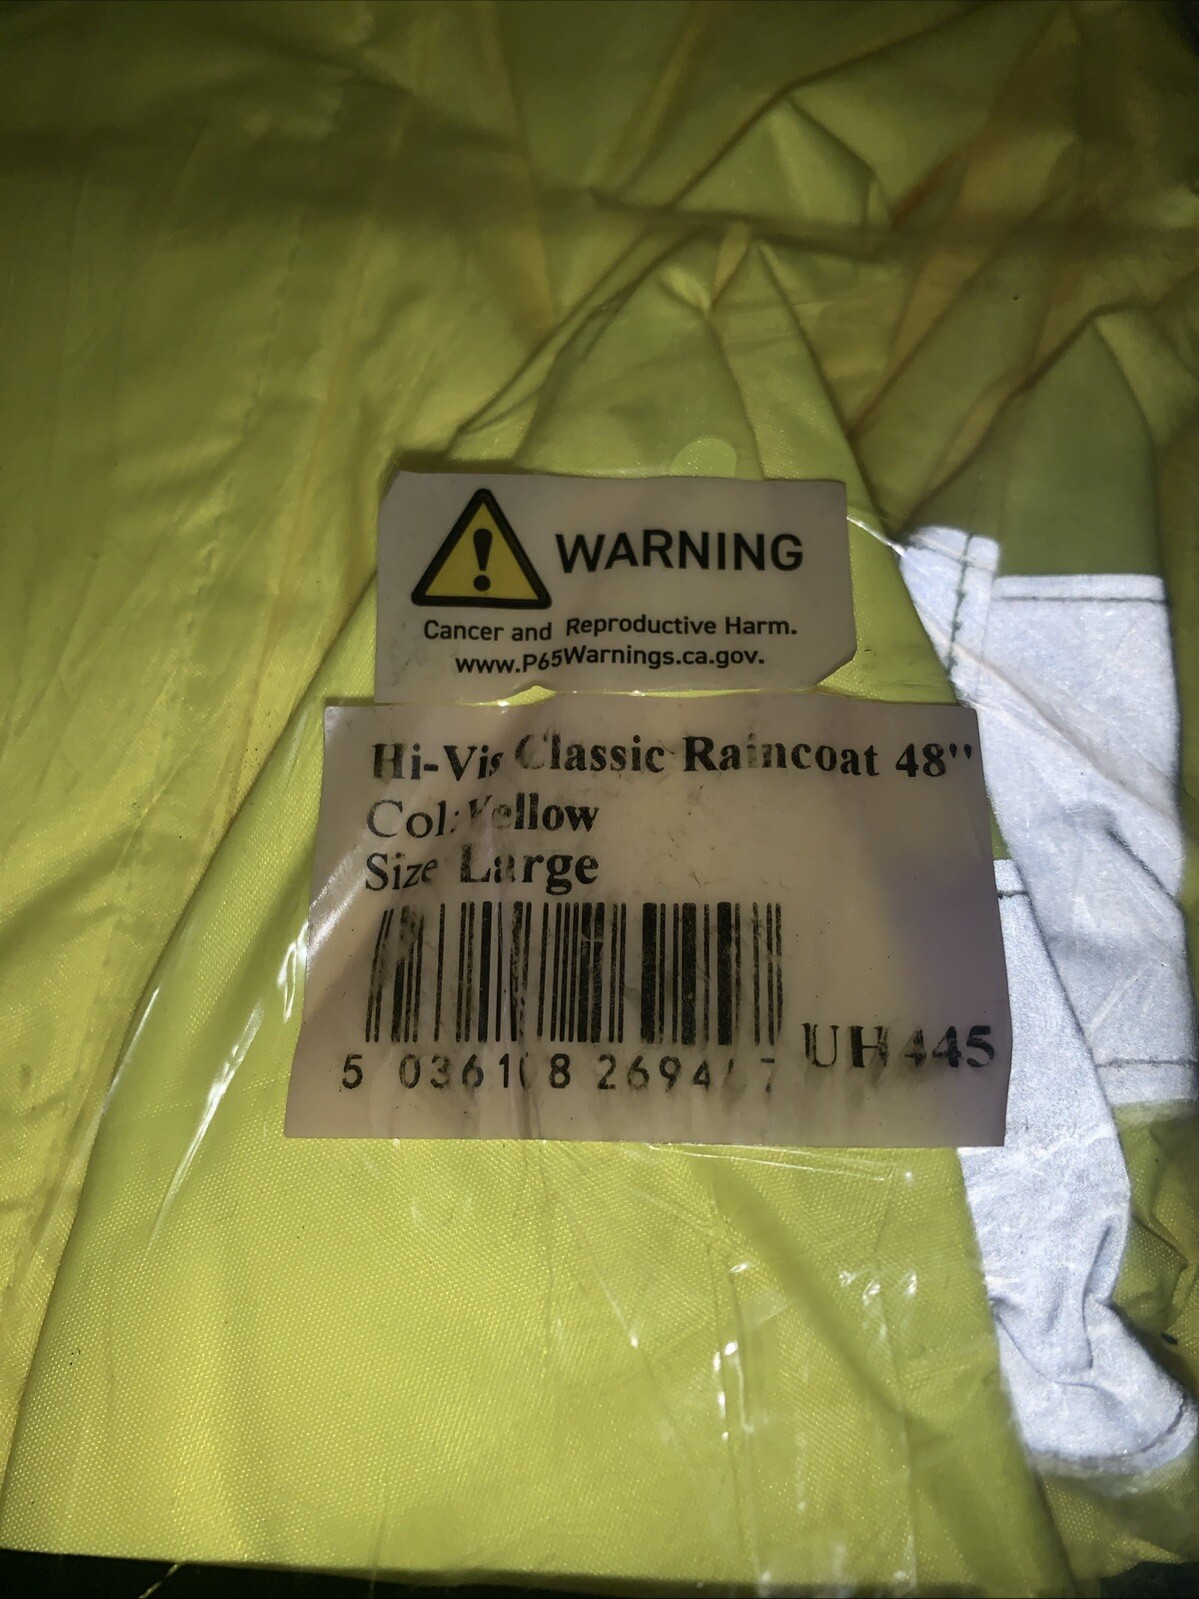 WARNING
Cancer and Reproductive Harm.
www.P65Warnings.ca.gov.
Hi-Vis Classic Raincoat 48''
Col: Yellow
Size Large
UH445